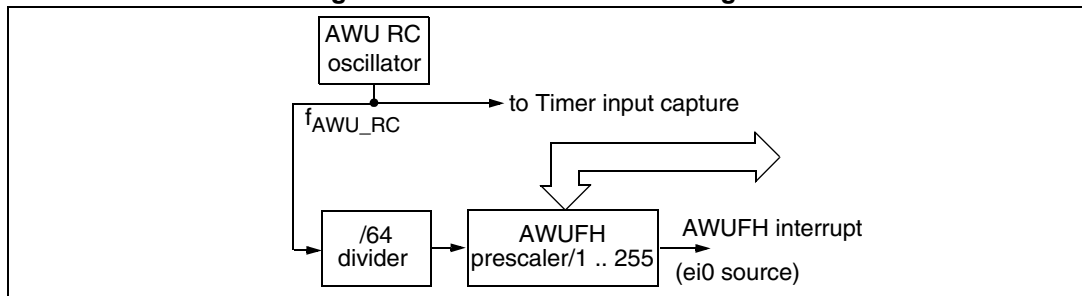 AWU RC
oscillator
to Timer input capture
fAWU_RC
/64
divider
AWUFH
prescaler/1 .. 255
AWUFH interrupt
(ei0 source)